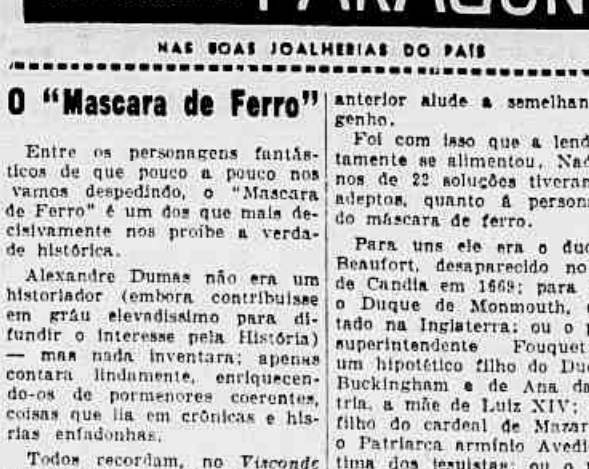 PARAGON
NAS BOAS JOALHERIAS DO PAÍS
O "Mascara de Ferro"
Entre os personagens fantás-
ticos de que pouco a pouco nos
vamos despedindo, o "Mascara
de Ferro" é um dos que mais de-
cisivamente nos proibe a verda-
de histórica.
Alexandre Dumas não era um
historiador (embora contribuisse
em gráu elevadissimo para di-
fundir o interesse pela História)
— mas nada inventara; apenas
contara lindamente, enriquecen-
do-os de pormenores coerentes,
coisas que lia em crônicas e his-
rias enfadonhas.
Todos recordam, no Visconde
anterior alude a semelhan
genho.
Foi com isso que a lend
tamente se alimentou. Nad
nos de 22 soluções tiveram
adeptos, quanto á person
do máscara de ferro.
Para uns ele era o duq
Beaufort, desaparecido no
de Candia em 1669; para
o Duque de Monmouth,
tado na Inglaterra; ou o
superintendente Fouquet
um hipotético filho do Du
Buckingham e de Ana da
tria, a mãe de Luiz XIV;
filho do cardeal de Mazar
o Patriarca armínio Avedi
tima dos jesuistas; ou